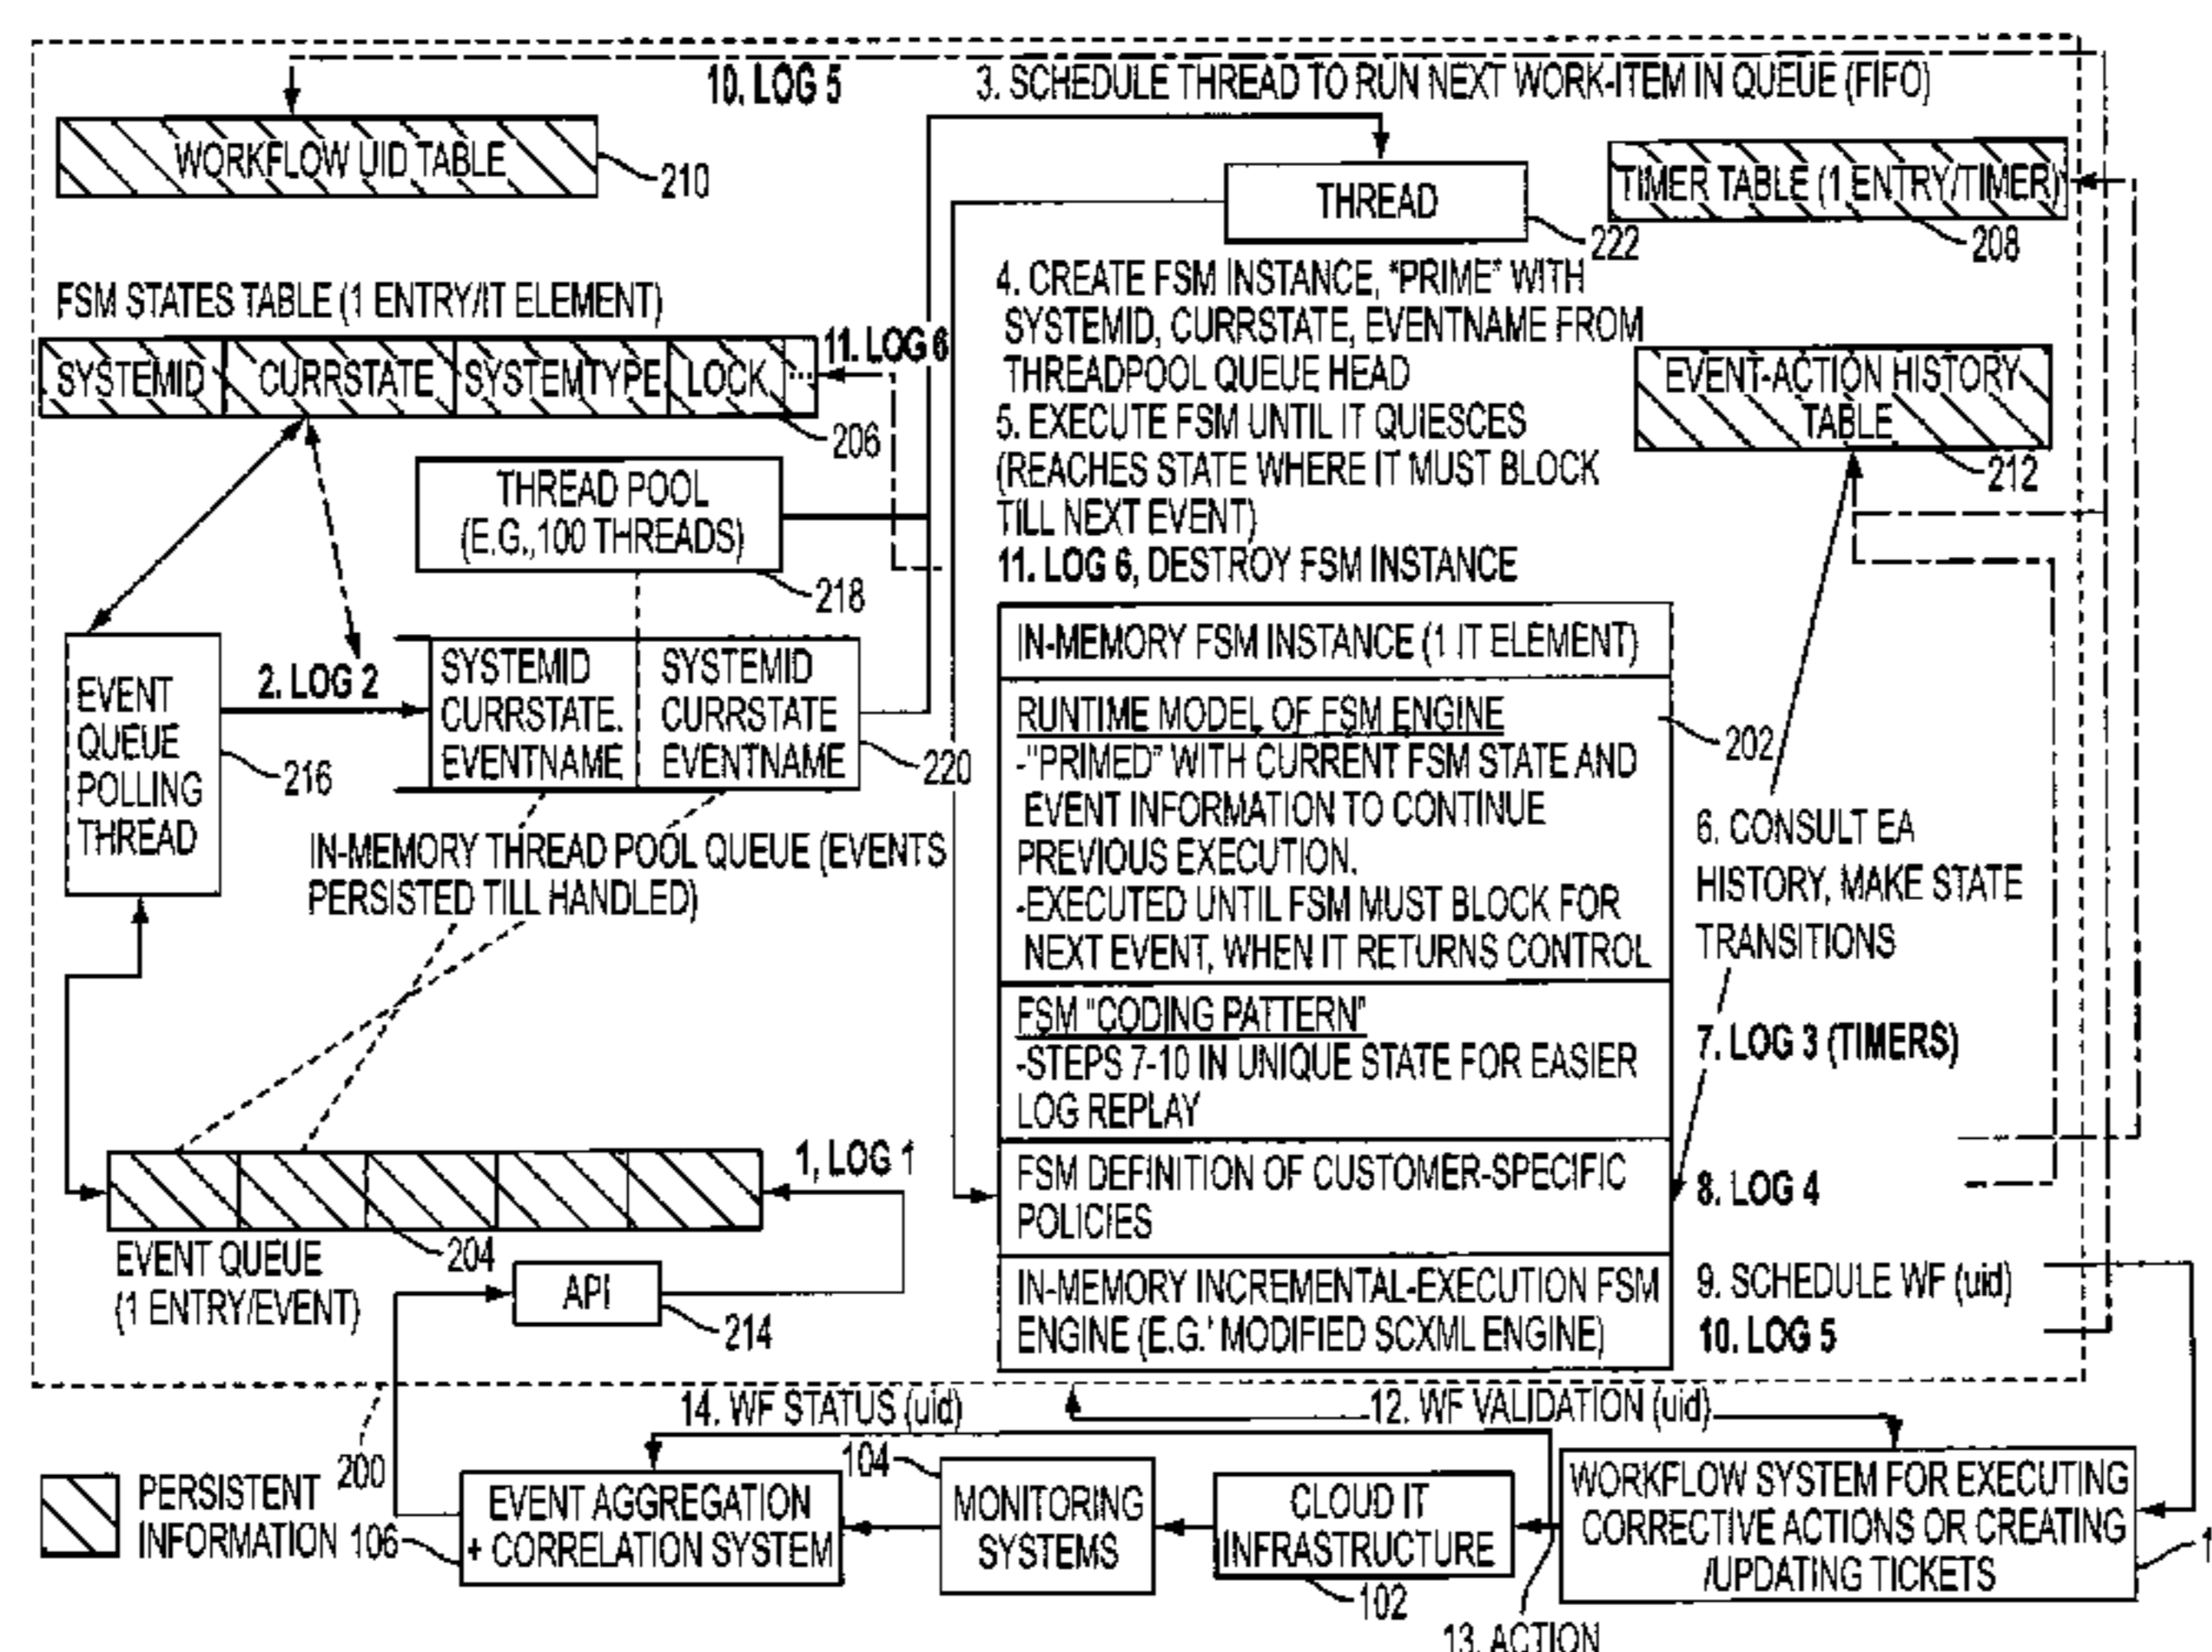 10. LOG 5
3. SCHEDULE THREAD TO RUN NEXT WORK-ITEM IN QUEUE (FIFO)
WORKFLOW UID TABLE
210
THREAD
222
TIMER TABLE (1 ENTRY/TIMER)
208
FSM STATES TABLE (1 ENTRY/IT ELEMENT)
SYSTEMID
CURRSTATE
SYSTEMTYPE
LOCK
...
11. LOG 6
206
4. CREATE FSM INSTANCE, "PRIME" WITH
SYSTEMID, CURRSTATE, EVENTNAME FROM
THREADPOOL QUEUE HEAD
5. EXECUTE FSM UNTIL IT QUIESCES
(REACHES STATE WHERE IT MUST BLOCK
TILL NEXT EVENT)
11. LOG 6, DESTROY FSM INSTANCE
EVENT-ACTION HISTORY
TABLE
212
THREAD POOL
(E.G.,100 THREADS)
218
EVENT
QUEUE
POLLING
THREAD
216
2. LOG 2
SYSTEMID
CURRSTATE.
EVENTNAME
SYSTEMID
CURRSTATE
EVENTNAME
220
IN-MEMORY THREAD POOL QUEUE (EVENTS
PERSISTED TILL HANDLED)
IN-MEMORY FSM INSTANCE (1 IT ELEMENT)
RUNTIME MODEL OF FSM ENGINE
-"PRIMED" WITH CURRENT FSM STATE AND
EVENT INFORMATION TO CONTINUE
PREVIOUS EXECUTION.
-EXECUTED UNTIL FSM MUST BLOCK FOR
NEXT EVENT, WHEN IT RETURNS CONTROL
202
FSM "CODING PATTERN"
-STEPS 7-10 IN UNIQUE STATE FOR EASIER
LOG REPLAY
FSM DEFINITION OF CUSTOMER-SPECIFIC
POLICIES
IN-MEMORY INCREMENTAL-EXECUTION FSM
ENGINE (E.G.' MODIFIED SCXML ENGINE)
6. CONSULT EA
HISTORY, MAKE STATE
TRANSITIONS
7. LOG 3 (TIMERS)
8. LOG 4
9. SCHEDULE WF (uid)
10. LOG 5
1, LOG 1
204
EVENT QUEUE
(1 ENTRY/EVENT)
API
214
14. WF STATUS (uid)
12. WF VALIDATION (uid)
200
PERSISTENT
INFORMATION
106
EVENT AGGREGATION
+ CORRELATION SYSTEM
104
MONITORING
SYSTEMS
CLOUD IT
INFRASTRUCTURE
102
WORKFLOW SYSTEM FOR EXECUTING
CORRECTIVE ACTIONS OR CREATING
/UPDATING TICKETS
13. ACTION